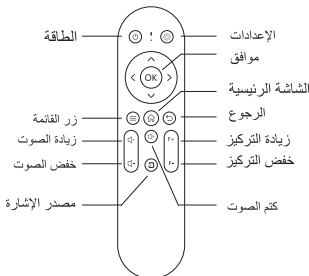 الطاقة
الإعدادات
موافق
OK
الشاشة الرئيسية
زر القائمة
الرجوع
زيادة الصوت
F+
زيادة التركيز
خفض الصوت
F-
خفض التركيز
مصدر الإشارة
كتم الصوت